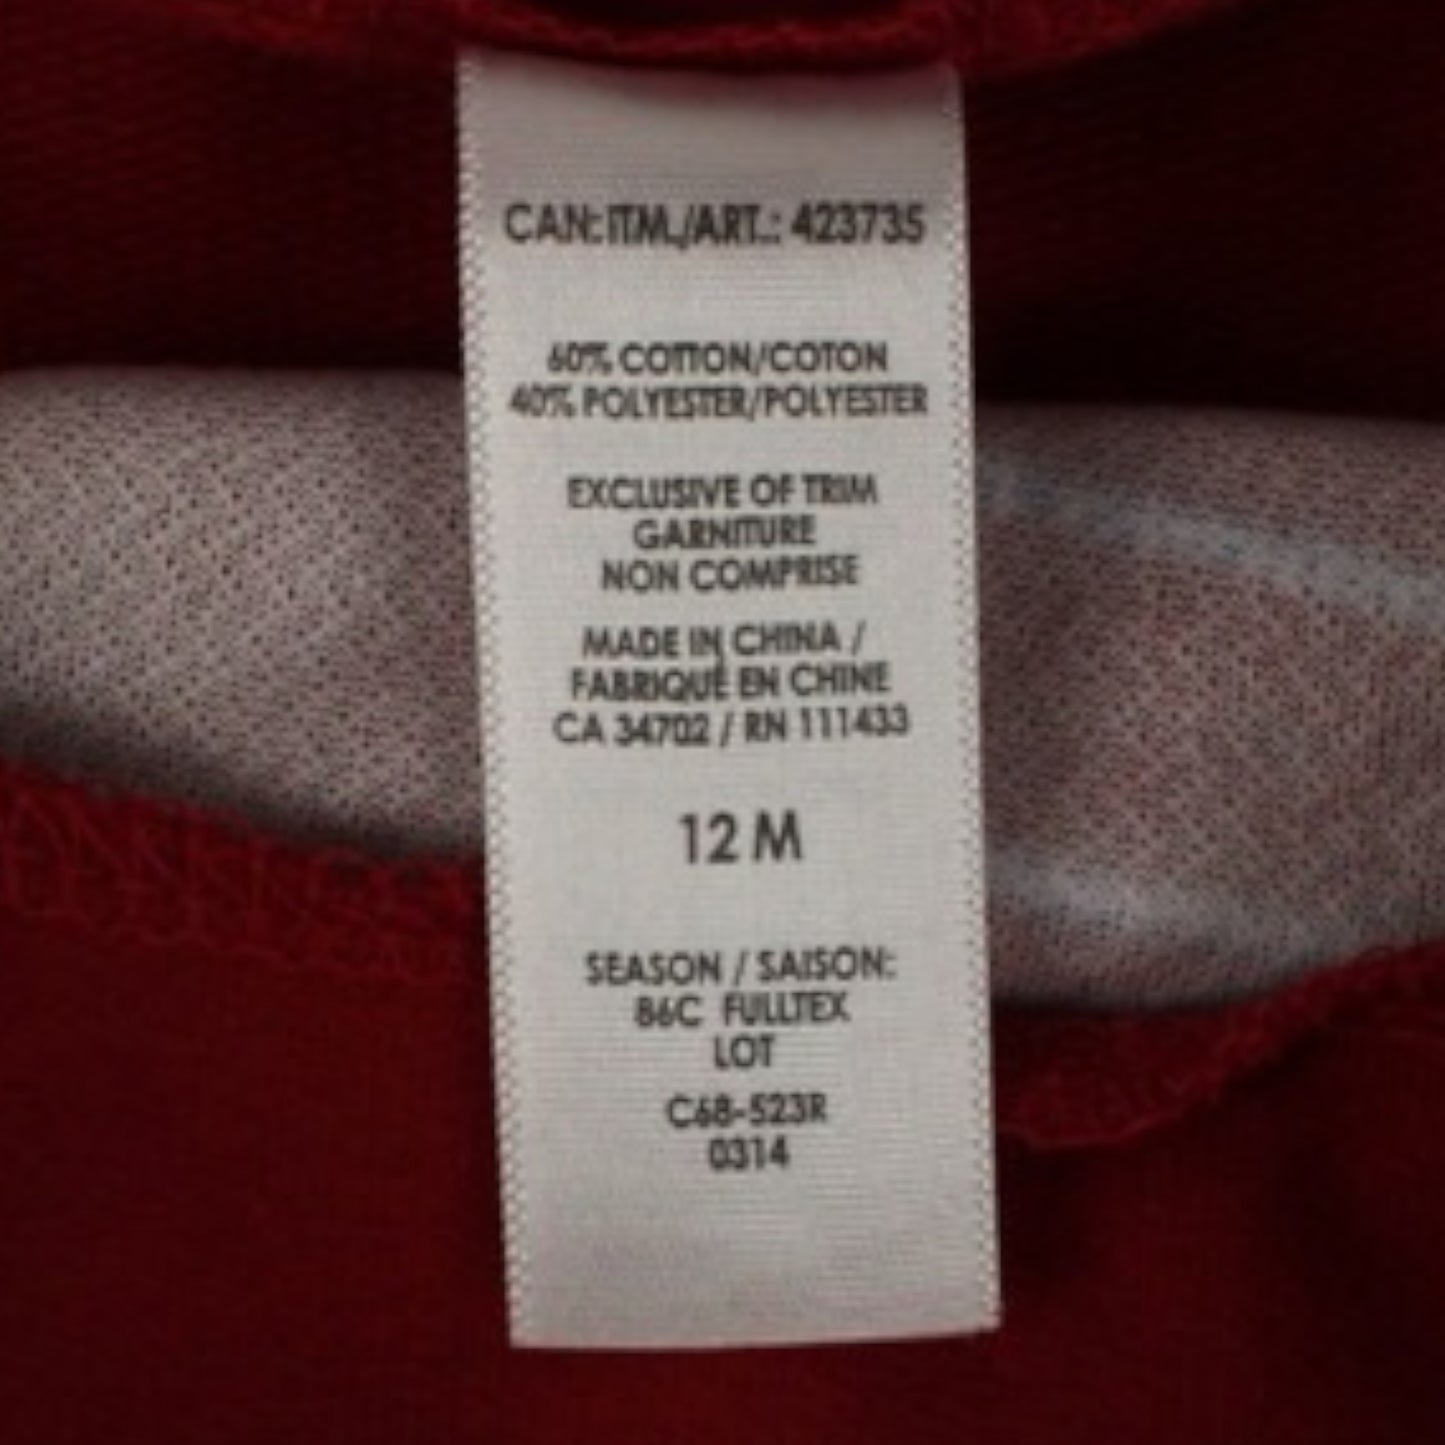 CAN:ITM./ART.: 423735
60% COTTON/COTON
40% POLYESTER/POLYESTER
EXCLUSIVE OF TRIM
GARNITURE
NON COMPRISE
MADE IN CHINA /
FABRIQUÉ EN CHINE
CA 34702 / RN 111433
12 M
SEASON / SAISON:
86C FULLTEX
LOT
C68-523R
0314